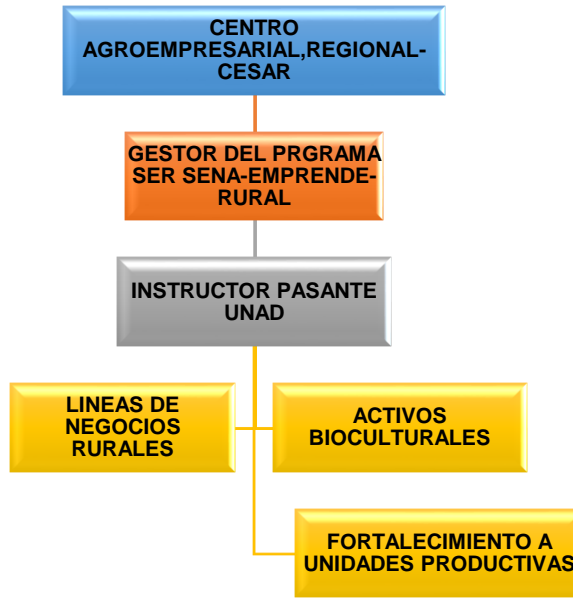 CENTRO
AGROEMPRESARIAL,REGIONAL-
CESAR
GESTOR DEL PRGRAMA
SER SENA-EMPRENDE-
RURAL
INSTRUCTOR PASANTE
UNAD
LINEAS DE
NEGOCIOS
RURALES
ACTIVOS
BIOCULTURALES
FORTALECIMIENTO A
UNIDADES PRODUCTIVAS